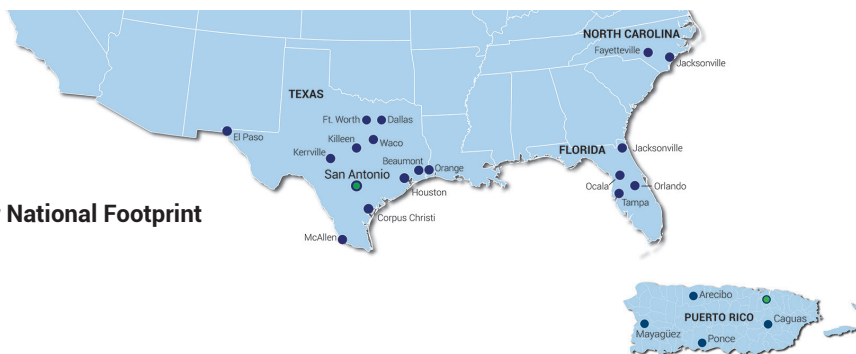 NORTH CAROLINA
Fayetteville
Jacksonville
TEXAS
Ft. Worth
Dallas
El Paso
Killeen
Waco
Kerrville
Beaumont
Orange
San Antonio
Houston
Corpus Christi
McAllen
FLORIDA
Jacksonville
Ocala
Orlando
Tampa
National Footprint
Arecibo
PUERTO RICO
Caguas
Mayagüez
Ponce